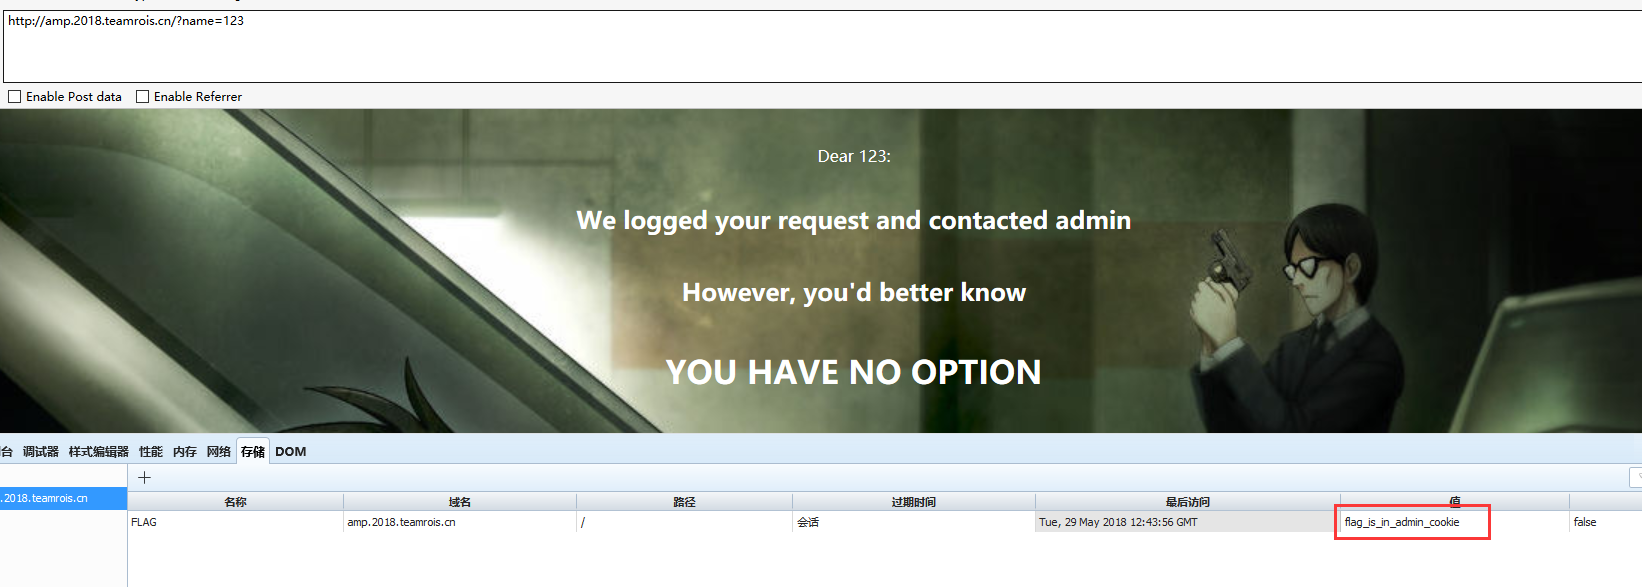 http://amp.2018.teamrois.cn/?name=123
Enable Post data Enable Referrer
Dear 123:
We logged your request and contacted admin
However, you'd better know
YOU HAVE NO OPTION
台 调试器 样式编辑器 性能 内存 网络 存储 DOM
.2018.teamrois.cn
名称 域名 路径 过期时间 最后访问 值
FLAG amp.2018.teamrois.cn / 会话 Tue, 29 May 2018 12:43:56 GMT flag_is_in_admin_cookie false